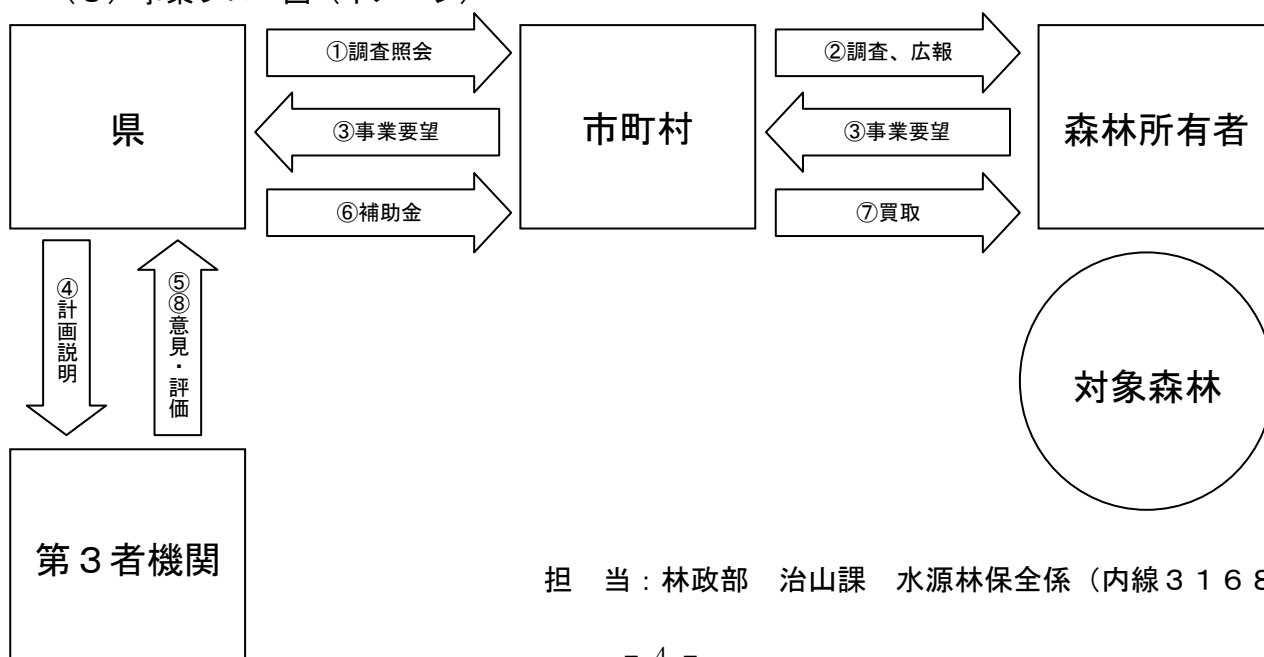 ①調査照会
②調査、広報
県
③事業要望
市町村
③事業要望
森林所有者
⑥補助金
⑦買取
④計画説明
⑤⑧意見・評価
対象森林
第３者機関
担　当：林政部　治山課　水源林保全係（内線３１６８
－ 4 －